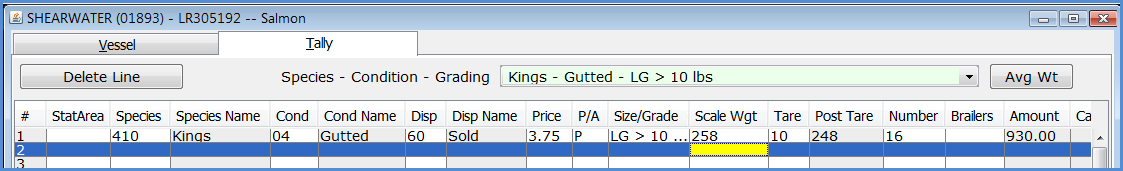 SHEARWATER (01893) - LR305192 -- Salmon
Vessel Tally
Delete Line Species - Condition - Grading Kings - Gutted - LG > 10 lbs Avg Wt
# StatArea Species Species Name Cond Cond Name Disp Disp Name Price P/A Size/Grade Scale Wgt Tare Post Tare Number Brailers Amount Ca
1 410 Kings 04 Gutted 60 Sold 3.75 P LG > 10 ... 258 10 248 16 930.00
2
3